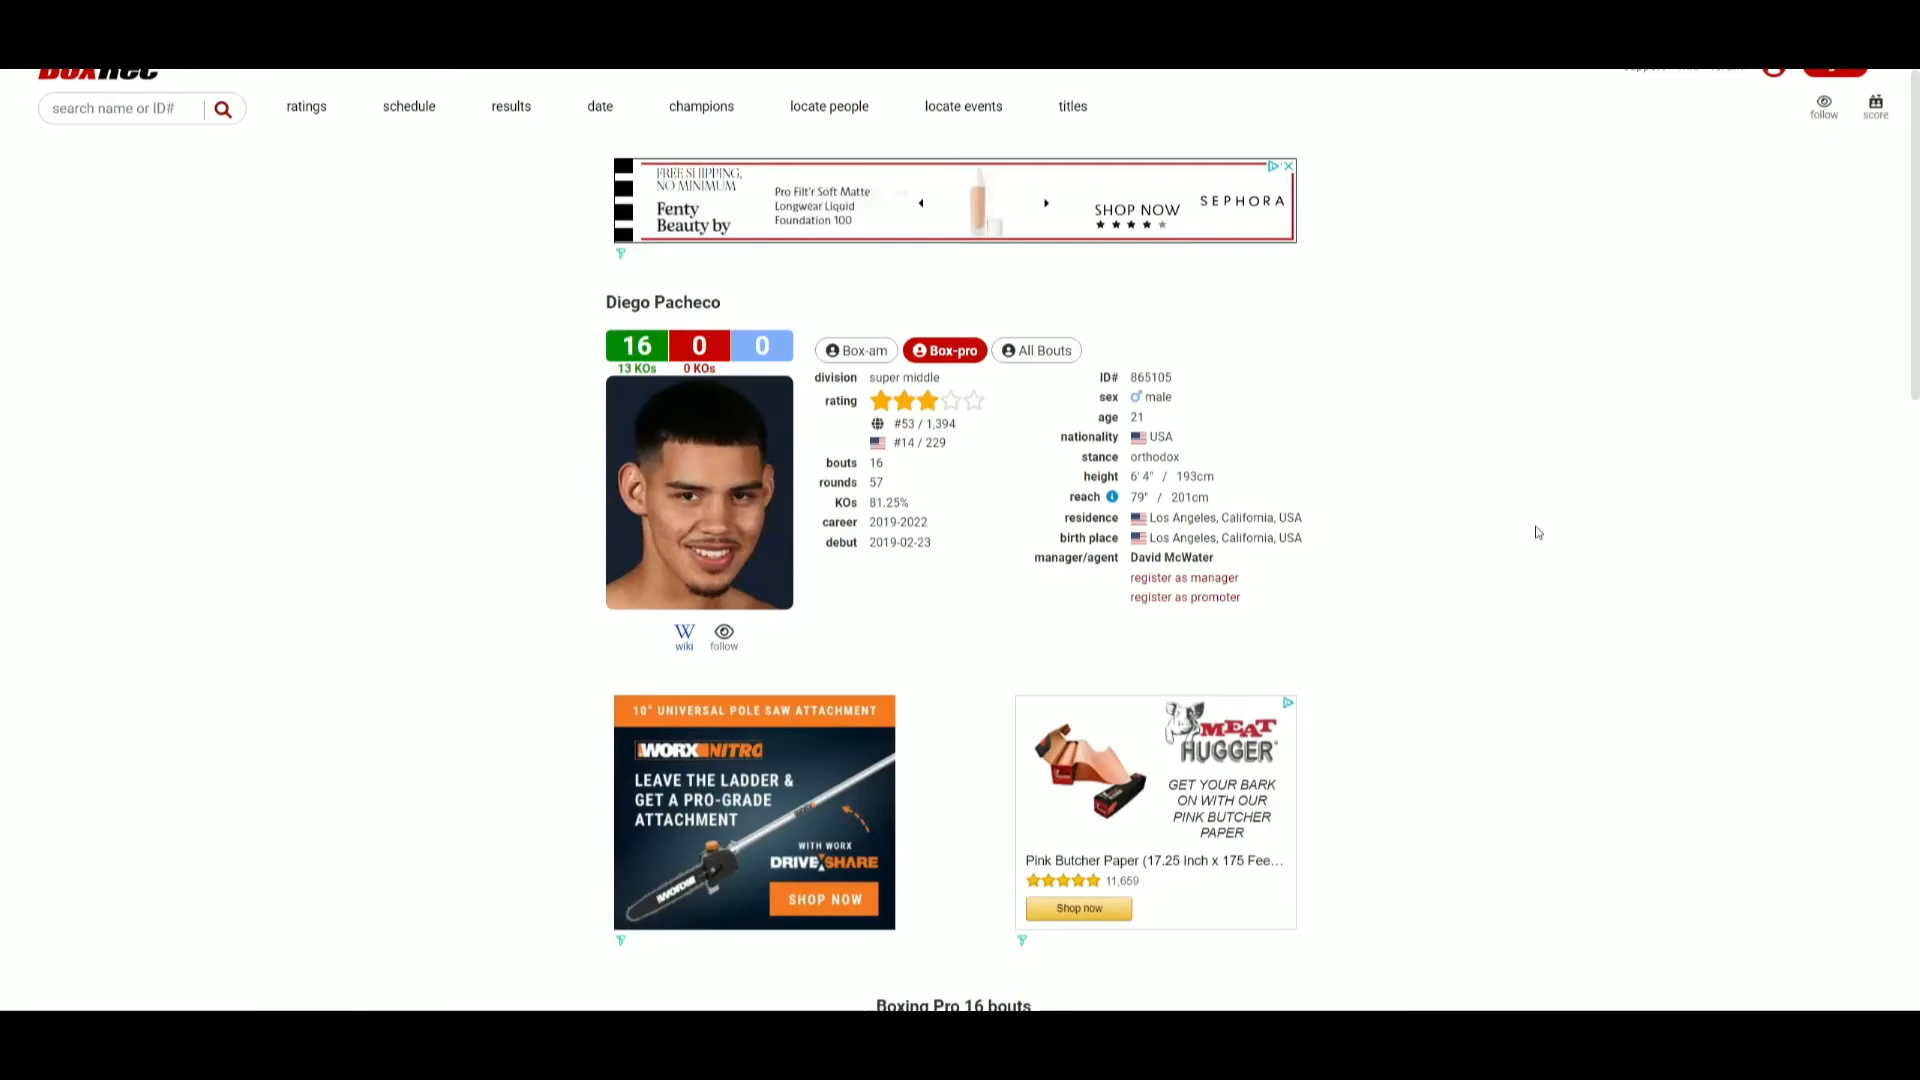 BoxRec
search name or ID#
ratings
schedule
results
date
champions
locate people
locate events
titles
follow
score
FREE SHIPPING,
NO MINIMUM
Fenty
Beauty by
Pro Filt'r Soft Matte
Longwear Liquid
Foundation 100
SHOP NOW
SEPHORA
Diego Pacheco
16 0 0
13 KOs 0 KOs
Box-am
Box-pro
All Bouts
division super middle
rating
#53 / 1,394
#14 / 229
bouts 16
rounds 57
KOs 81.25%
career 2019-2022
debut 2019-02-23
ID# 865105
sex male
age 21
nationality USA
stance orthodox
height 6' 4" / 193cm
reach 79" / 201cm
residence Los Angeles, California, USA
birth place Los Angeles, California, USA
manager/agent David McWater
register as manager
register as promoter
W
wiki
follow
10" UNIVERSAL POLE SAW ATTACHMENT
WORX NITRO
LEAVE THE LADDER &
GET A PRO-GRADE
ATTACHMENT
WITH WORX
DRIVESHARE
SHOP NOW
WORX
MEAT
HUGGER
GET YOUR BARK
ON WITH OUR
PINK BUTCHER
PAPER
Pink Butcher Paper (17.25 Inch x 175 Fee...
11,659
Shop now
Boxing Pro 16 bouts